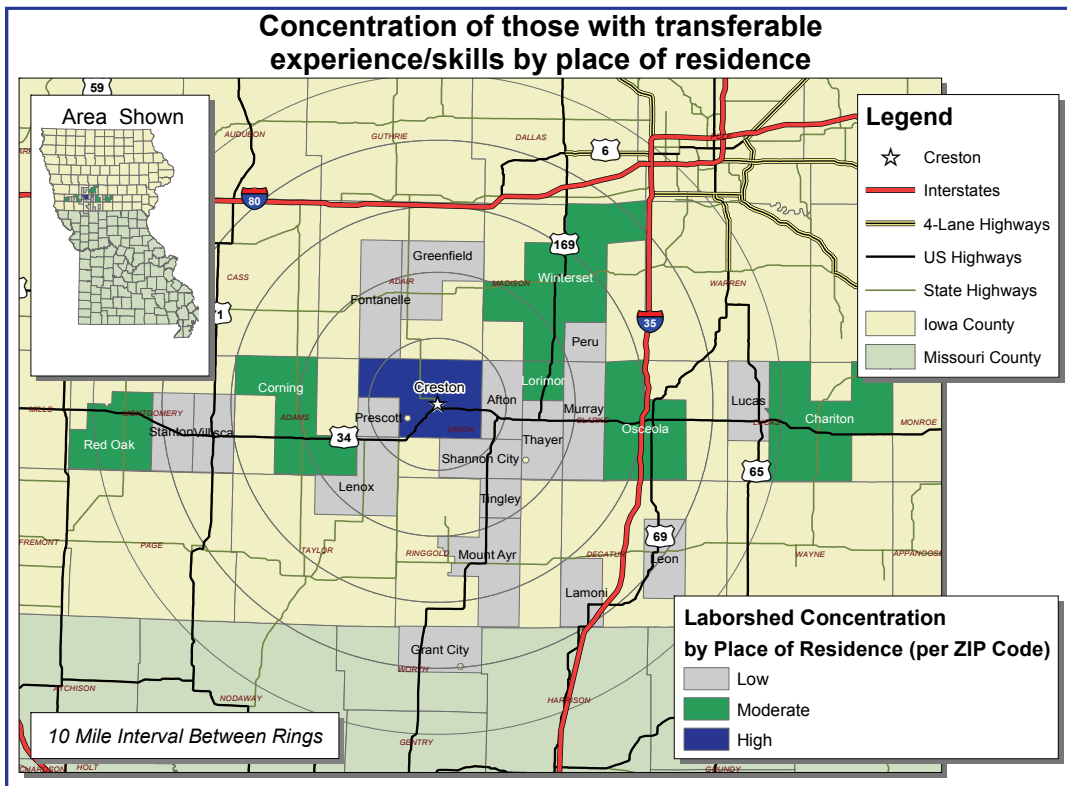 Concentration of those with transferable
experience/skills by place of residence
59
Area Shown
AUDUBON
GUTHRIE
DALLAS
6
80
71
CASS
ADAIR
MADISON
WARREN
169
35
Greenfield
Fontanelle
Winterset
Peru
Creston
Corning
Prescott
Afton
Lorimor
Murray
Osceola
Lucas
Chariton
Red Oak
Stanton
Villisca
Thayer
Shannon City
Lenox
Tingley
Mount Ayr
Lamoni
Leon
Grant City
34
65
69
MILLS
MONTGOMERY
ADAMS
UNION
CLARKE
LUCAS
MONROE
FREMONT
PAGE
TAYLOR
RINGGOLD
DECATUR
WAYNE
APPANOOSE
ATCHISON
NODAWAY
WORTH
HARRISON
GENTRY
HOLT
GRUNDY
Legend
Creston
Interstates
4-Lane Highways
US Highways
State Highways
Iowa County
Missouri County
Laborshed Concentration
by Place of Residence (per ZIP Code)
Low
Moderate
High
10 Mile Interval Between Rings